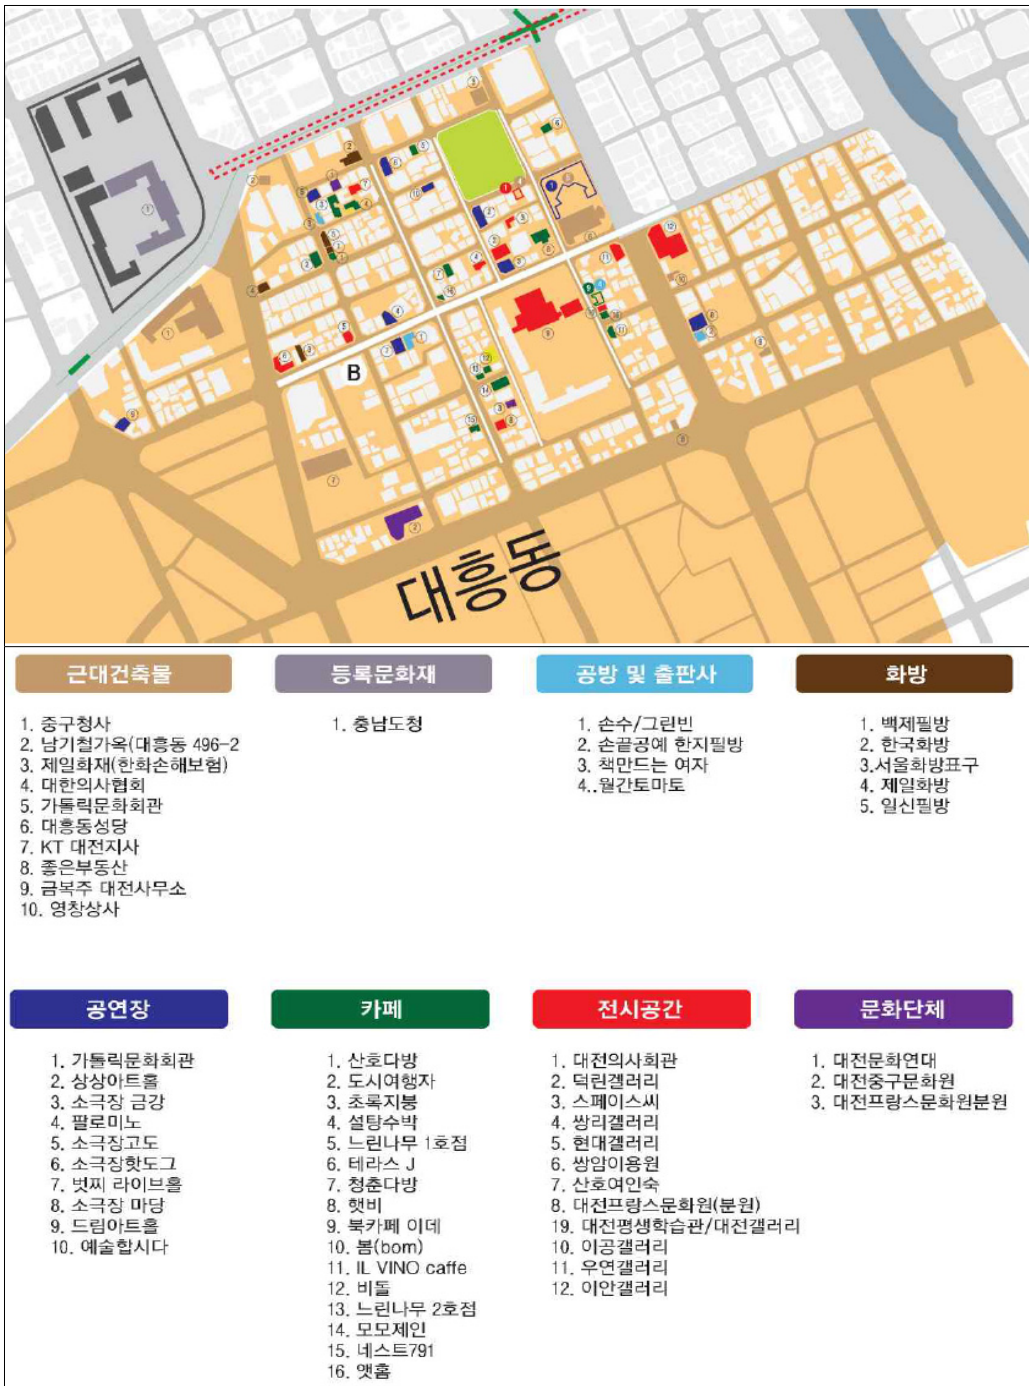 B
대흥동
근대건축물
1. 중구청사
2. 남기철가옥(대흥동 496-2
3. 제일화재(한화손해보험)
4. 대한의사협회
5. 가톨릭문화회관
6. 대흥동성당
7. KT 대전지사
8. 좋은부동산
9. 금복주 대전사무소
10. 영창상사
등록문화재
1. 충남도청
공방 및 출판사
1. 손수/그린빈
2. 손끝공예 한지필방
3. 책만드는 여자
4..월간토마토
화방
1. 백제필방
2. 한국화방
3.서울화방표구
4. 제일화방
5. 일신필방
공연장
1. 가톨릭문화회관
2. 상상아트홀
3. 소극장 금강
4. 팔로미노
5. 소극장고도
6. 소극장핫도그
7. 벗찌 라이브홀
8. 소극장 마당
9. 드림아트홀
10. 예술합시다
카페
1. 산호다방
2. 도시여행자
3. 초록지붕
4. 설탕수박
5. 느린나무 1호점
6. 테라스 J
7. 청춘다방
8. 햇비
9. 북카페 이데
10. 봄(bom)
11. IL VINO caffe
12. 비돌
13. 느린나무 2호점
14. 모모제인
15. 네스트791
16. 앳홈
전시공간
1. 대전의사회관
2. 덕린겔러리
3. 스페이스씨
4. 쌍리겔러리
5. 현대겔러리
6. 쌍암이용원
7. 산호여인숙
8. 대전프랑스문화원(분원)
19. 대전평생학습관/대전갤러리
10. 이공갤러리
11. 우연갤러리
12. 이안갤러리
문화단체
1. 대전문화연대
2. 대전중구문화원
3. 대전프랑스문화원분원